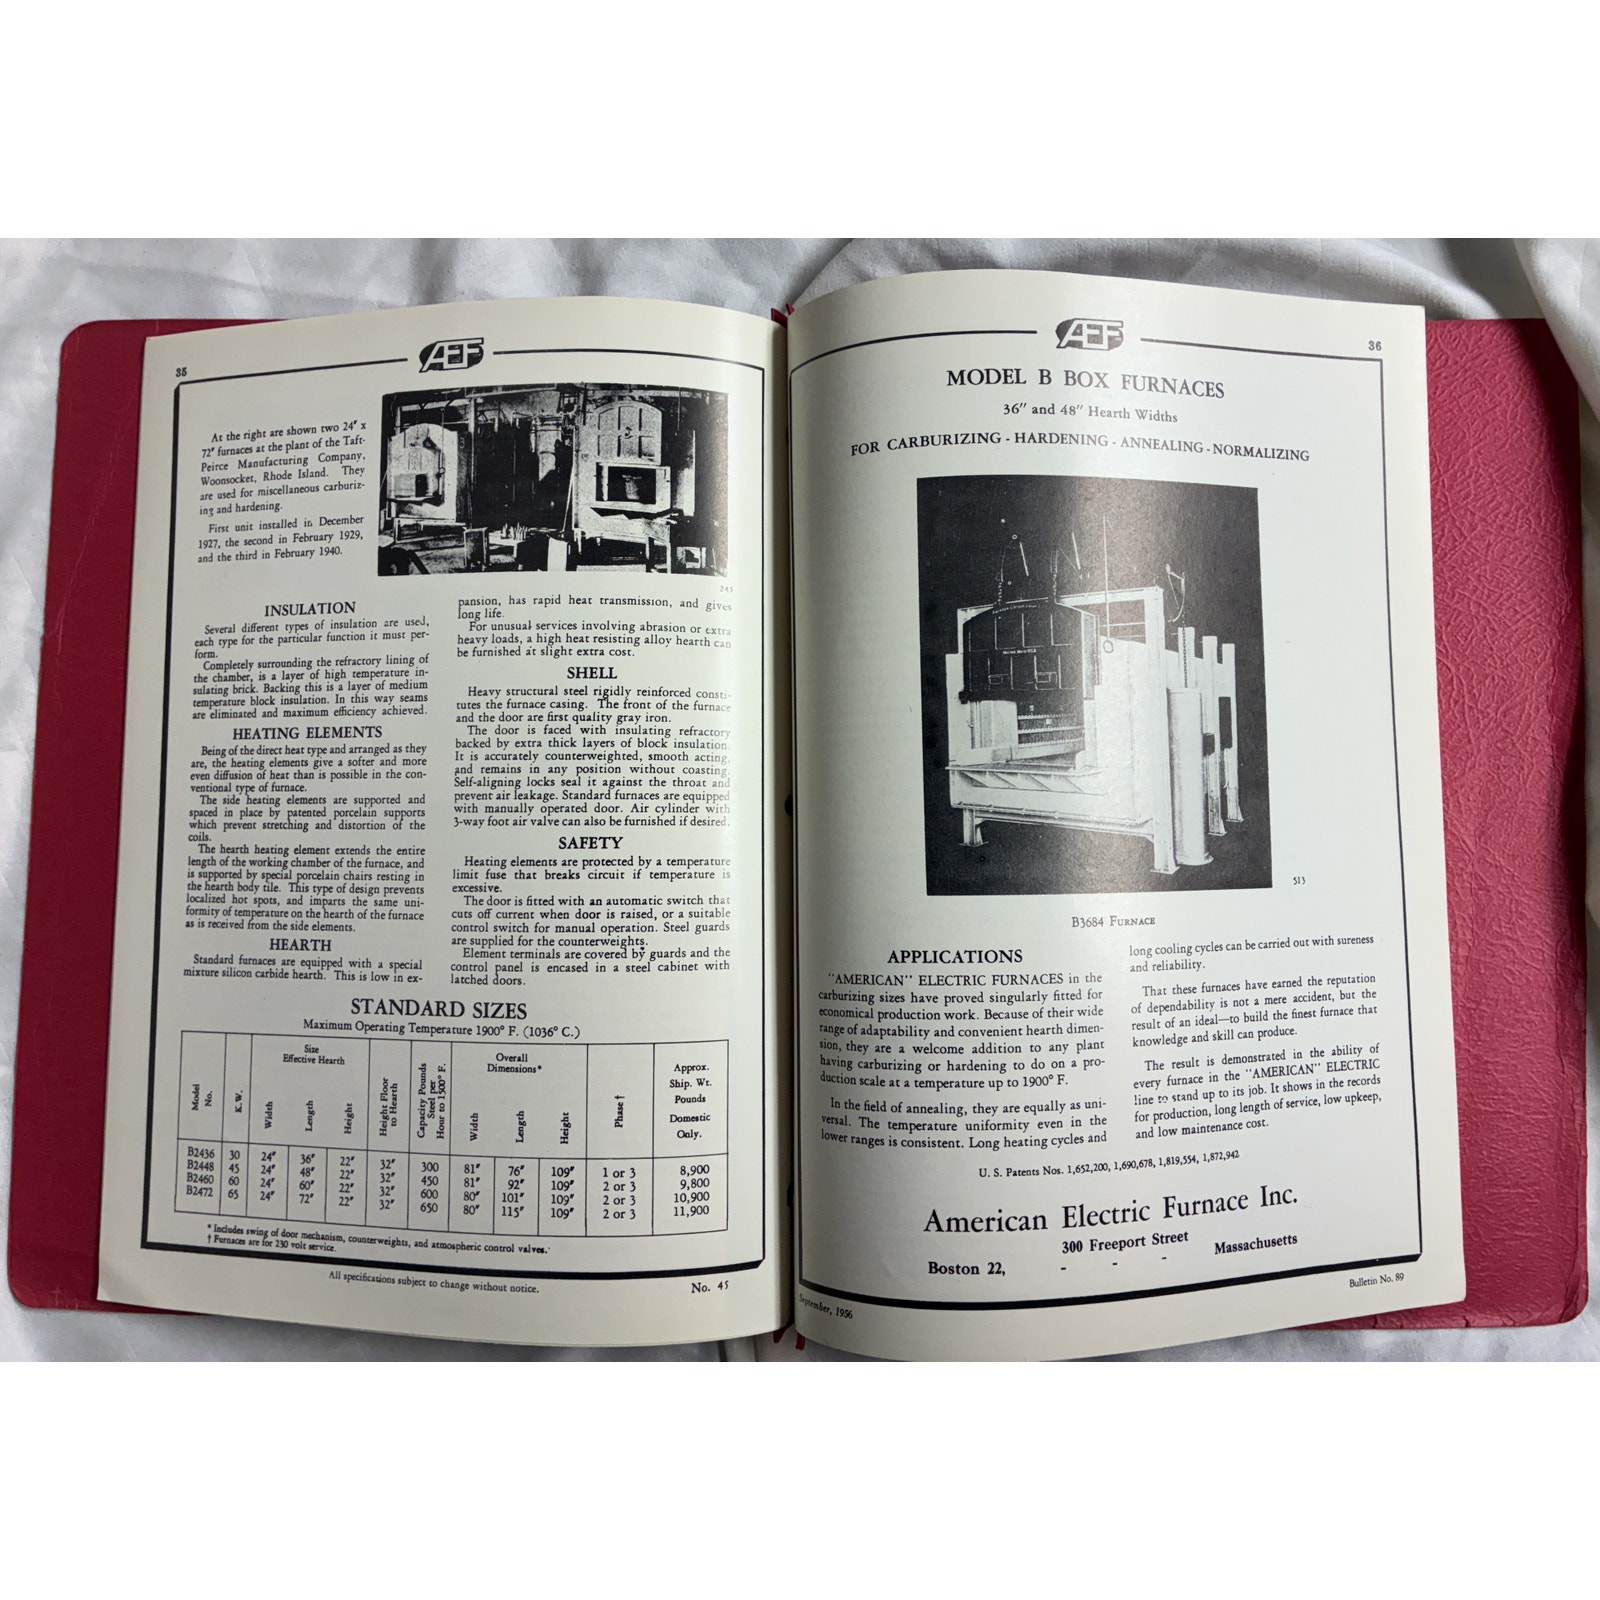 35
AEF
At the right are shown two 24″ x
72″ furnaces at the plant of the Taft-
Peirce Manufacturing Company,
Woonsocket, Rhode Island. They
are used for miscellaneous carburiz-
ing and hardening.
First unit installed in December
1927, the second in February 1929,
and the third in February 1940.
245
INSULATION
Several different types of insulation are used,
each type for the particular function it must per-
form.
Completely surrounding the refractory lining of
the chamber, is a layer of high temperature in-
sulating brick. Backing this is a layer of medium
temperature block insulation. In this way seams
are eliminated and maximum efficiency achieved.
HEATING ELEMENTS
Being of the direct heat type and arranged as they
are, the heating elements give a softer and more
even diffusion of heat than is possible in the con-
ventional type of furnace.
The side heating elements are supported and
spaced in place by patented porcelain supports
which prevent stretching and distortion of the
coils.
The hearth heating element extends the entire
length of the working chamber of the furnace, and
is supported by special porcelain chairs resting in
the hearth body tile. This type of design prevents
localized hot spots, and imparts the same uni-
formity of temperature on the hearth of the furnace
as is received from the side elements.
HEARTH
Standard furnaces are equipped with a special
mixture silicon carbide hearth. This is low in ex-
pansion, has rapid heat transmission, and gives
long life.
For unusual services involving abrasion or extra
heavy loads, a high heat resisting alloy hearth can
be furnished at slight extra cost.
SHELL
Heavy structural steel rigidly reinforced consti-
tutes the furnace casing. The front of the furnace
and the door are first quality gray iron.
The door is faced with insulating refractory
backed by extra thick layers of block insulation.
It is accurately counterweighted, smooth acting,
and remains in any position without coasting.
Self-aligning locks seal it against the throat and
prevent air leakage. Standard furnaces are equipped
with manually operated door. Air cylinder with
3-way foot air valve can also be furnished if desired.
SAFETY
Heating elements are protected by a temperature
limit fuse that breaks circuit if temperature is
excessive.
The door is fitted with an automatic switch that
cuts off current when door is raised, or a suitable
control switch for manual operation. Steel guards
are supplied for the counterweights.
Element terminals are covered by guards and the
control panel is encased in a steel cabinet with
latched doors.
STANDARD SIZES
Maximum Operating Temperature 1900° F. (1036° C.)
Model No. K.W. Size Effective Hearth Width Length Height Height Floor to Hearth Capacity Pounds Steel per Hour to 1500° F. Overall Dimensions* Width Length Height Phase † Approx. Ship. Wt. Pounds Domestic Only.
B2436 30 24″ 36″ 22″ 32″ 300 81″ 76″ 109″ 1 or 3 8,900
B2448 45 24″ 48″ 22″ 32″ 450 81″ 92″ 109″ 2 or 3 9,800
B2460 60 24″ 60″ 22″ 32″ 600 80″ 101″ 109″ 2 or 3 10,900
B2472 65 24″ 72″ 22″ 32″ 650 80″ 115″ 109″ 2 or 3 11,900
* Includes swing of door mechanism, counterweights, and atmospheric control valves.
† Furnaces are for 230 volt service.
All specifications subject to change without notice.
No. 45
AEF
36
MODEL B BOX FURNACES
36″ and 48″ Hearth Widths
FOR CARBURIZING - HARDENING - ANNEALING - NORMALIZING
513
B3684 FURNACE
APPLICATIONS
"AMERICAN" ELECTRIC FURNACES in the
carburizing sizes have proved singularly fitted for
economical production work. Because of their wide
range of adaptability and convenient hearth dimen-
sion, they are a welcome addition to any plant
having carburizing or hardening to do on a pro-
duction scale at a temperature up to 1900° F.
In the field of annealing, they are equally as uni-
versal. The temperature uniformity even in the
lower ranges is consistent. Long heating cycles and
long cooling cycles can be carried out with sureness
and reliability.
That these furnaces have earned the reputation
of dependability is not a mere accident, but the
result of an ideal—to build the finest furnace that
knowledge and skill can produce.
The result is demonstrated in the ability of
every furnace in the "AMERICAN" ELECTRIC
line to stand up to its job. It shows in the records
for production, long length of service, low upkeep,
and low maintenance cost.
U. S. Patents Nos. 1,652,200, 1,690,678, 1,819,554, 1,872,942
American Electric Furnace Inc.
300 Freeport Street
Boston 22, - - - Massachusetts
September, 1956
Bulletin No. 89